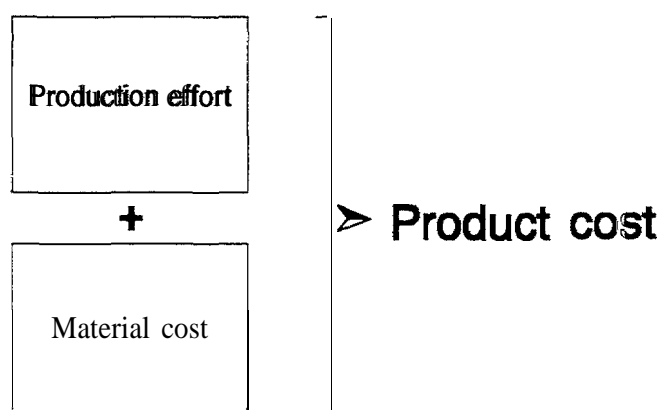 Production effort
+
➢ Product cost
Material cost